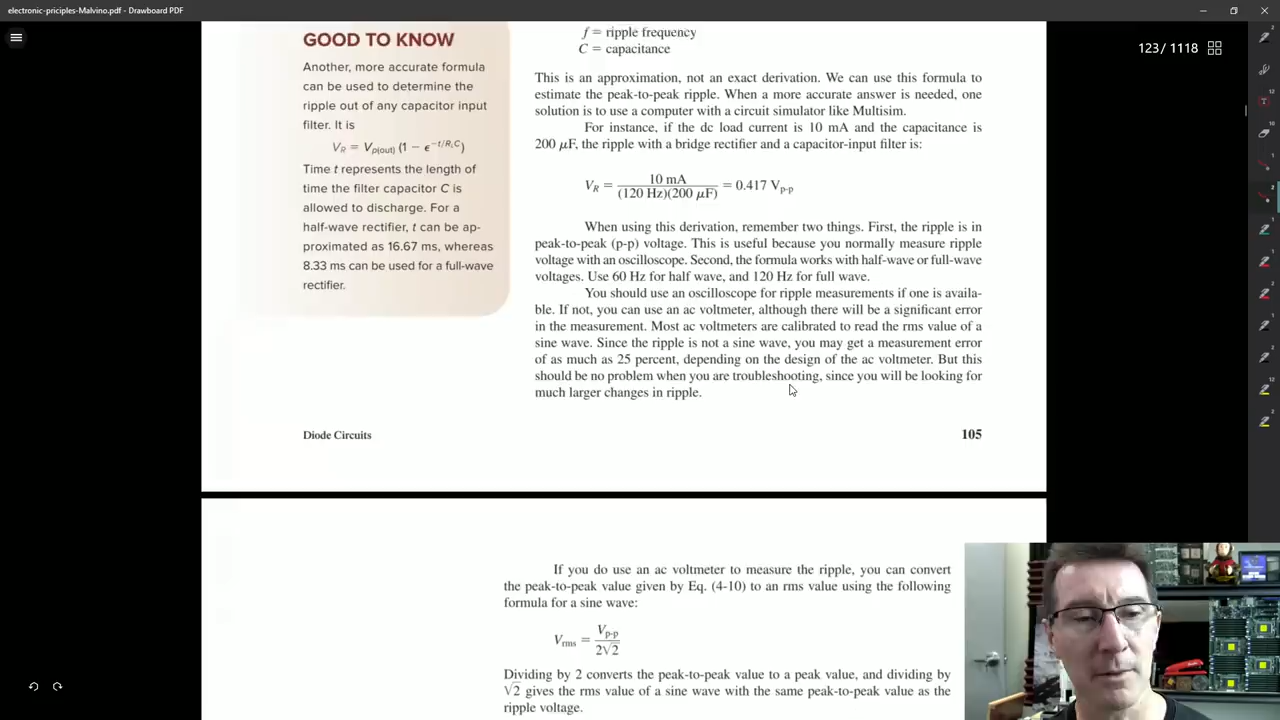 electronic-priciples-Malvino.pdf - Drawboard PDF
123 / 1118
GOOD TO KNOW
Another, more accurate formula
can be used to determine the
ripple out of any capacitor input
filter. It is
V_R = V_p(out) (1 − ϵ^−t/R_LC)
Time t represents the length of
time the filter capacitor C is
allowed to discharge. For a
half-wave rectifier, t can be ap-
proximated as 16.67 ms, whereas
8.33 ms can be used for a full-wave
rectifier.
f = ripple frequency
C = capacitance
This is an approximation, not an exact derivation. We can use this formula to
estimate the peak-to-peak ripple. When a more accurate answer is needed, one
solution is to use a computer with a circuit simulator like Multisim.
For instance, if the dc load current is 10 mA and the capacitance is
200 μF, the ripple with a bridge rectifier and a capacitor-input filter is:
V_R = 10 mA / (120 Hz)(200 μF) = 0.417 V_p-p
When using this derivation, remember two things. First, the ripple is in
peak-to-peak (p-p) voltage. This is useful because you normally measure ripple
voltage with an oscilloscope. Second, the formula works with half-wave or full-wave
voltages. Use 60 Hz for half wave, and 120 Hz for full wave.
You should use an oscilloscope for ripple measurements if one is availa-
ble. If not, you can use an ac voltmeter, although there will be a significant error
in the measurement. Most ac voltmeters are calibrated to read the rms value of a
sine wave. Since the ripple is not a sine wave, you may get a measurement error
of as much as 25 percent, depending on the design of the ac voltmeter. But this
should be no problem when you are troubleshooting, since you will be looking for
much larger changes in ripple.
Diode Circuits
105
If you do use an ac voltmeter to measure the ripple, you can convert
the peak-to-peak value given by Eq. (4-10) to an rms value using the following
formula for a sine wave:
V_rms = V_p-p / 2√2
Dividing by 2 converts the peak-to-peak value to a peak value, and dividing by
√2 gives the rms value of a sine wave with the same peak-to-peak value as the
ripple voltage.